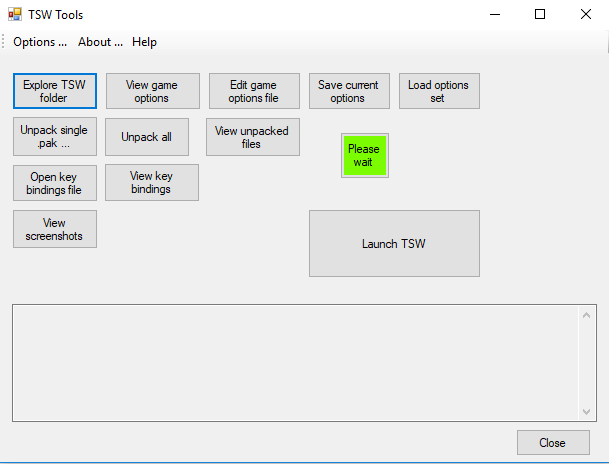 TSW Tools
Options ... About ... Help
Explore TSW
folder
View game
options
Edit game
options file
Save current
options
Load options
set
Unpack single
.pak ...
Unpack all
View unpacked
files
Please
wait
Open key
bindings file
View key
bindings
View
screenshots
Launch TSW
Close